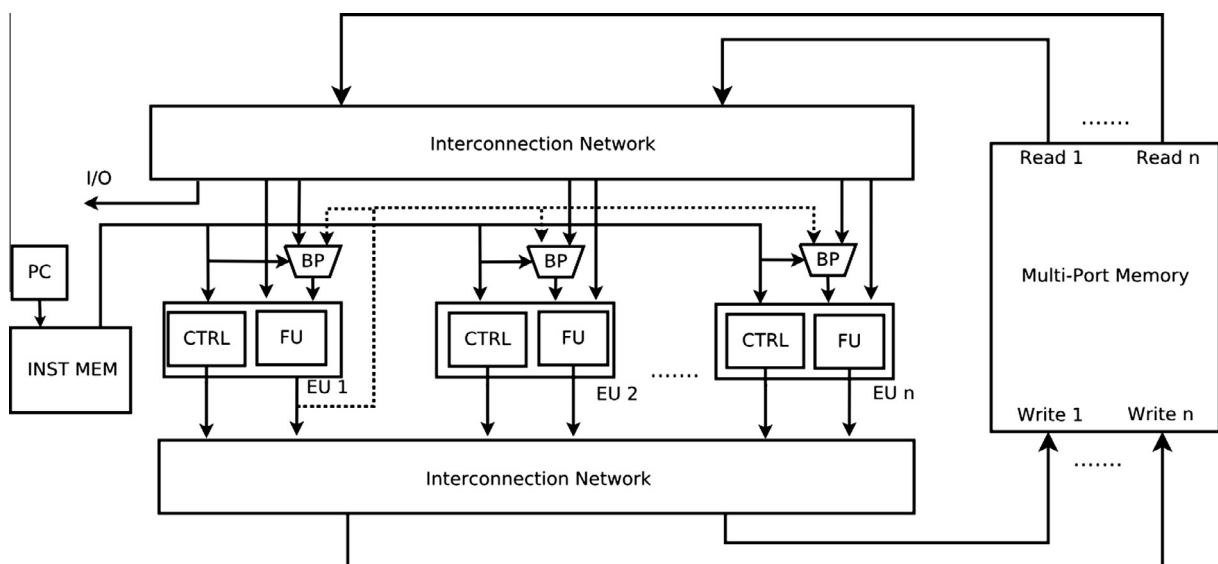 .......
Interconnection Network
Read 1
Read n
I/O
BP
BP
BP
PC
Multi-Port Memory
CTRL
FU
CTRL
FU
CTRL
FU
INST MEM
EU 1
EU 2
.......
EU n
Write 1
Write n
.......
Interconnection Network